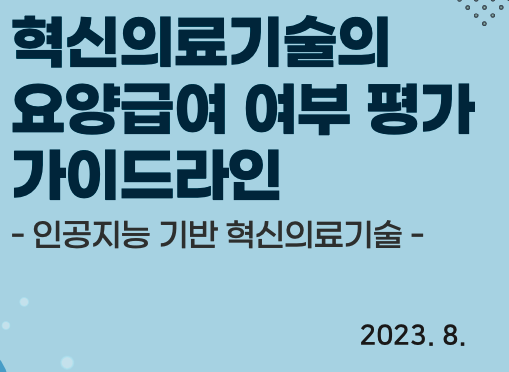 혁신의료기술의
요양급여 여부 평가
가이드라인
- 인공지능 기반 혁신의료기술 -
2023. 8.